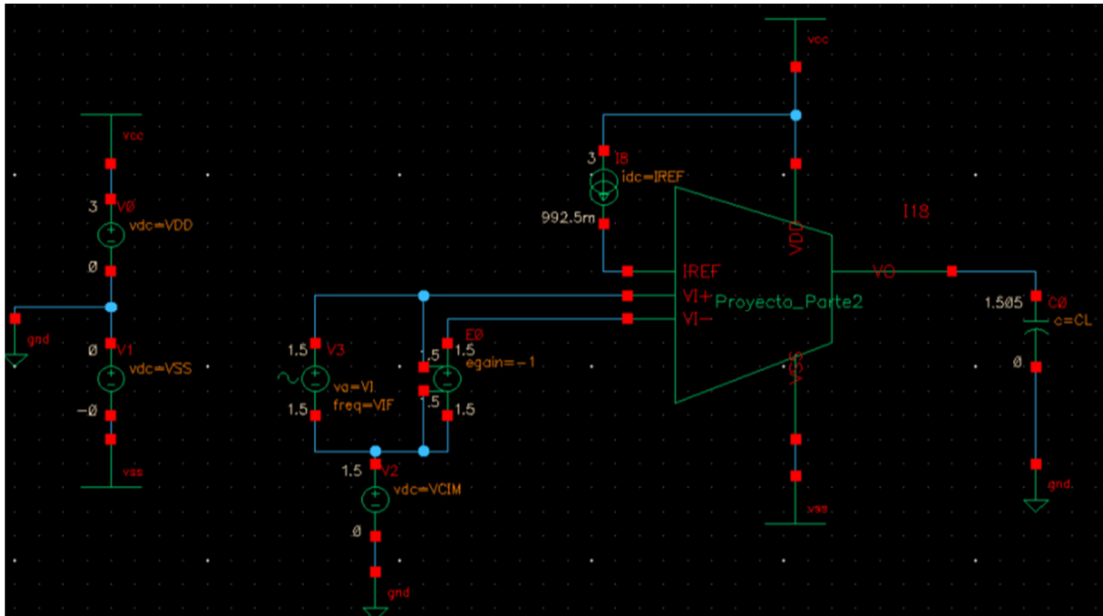 vcc
3 V0
vdc=VDD
0
gnd
0 V1
vdc=VSS
-0
vss
1.5 V3
va=VI
freq=VIF
1.5
E0
1.5
egain=-1
.5
.5
1.5
1.5 V2
vdc=VCIM
0
gnd
vcc
3 I8
idc=IREF
992.5m
I18
VDD
IREF
VI+
VI-
Proyecto_Parte2
VO
VSS
vss
1.505 C0
c=CL
0
gnd